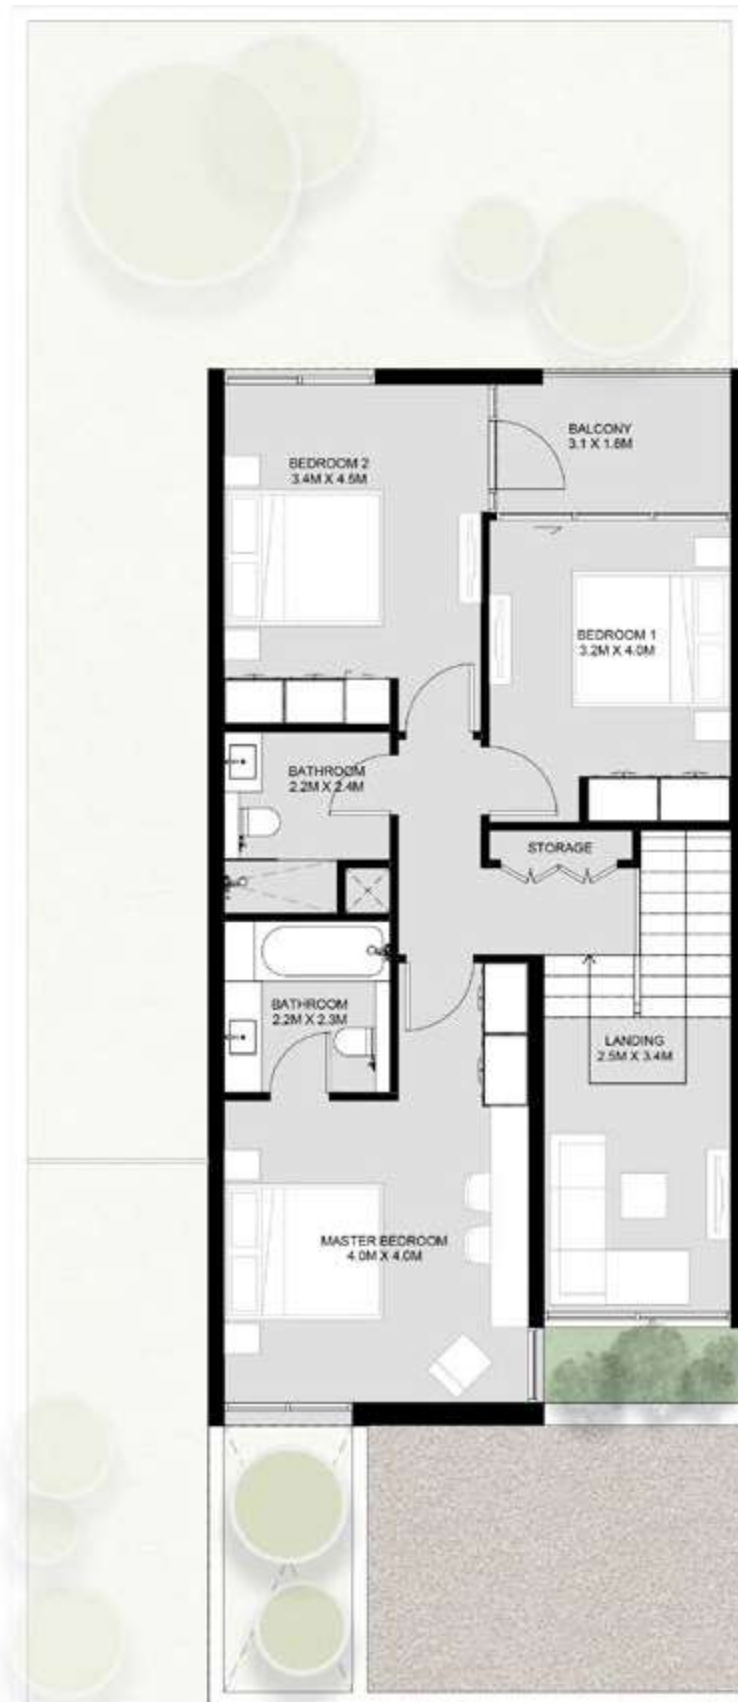 BALCONY
3.1 X 1.8M
BEDROOM 2
3.4M X 4.5M
BEDROOM 1
3.2M X 4.0M
BATHROOM
2.2M X 2.4M
STORAGE
BATHROOM
2.2M X 2.3M
LANDING
2.5M X 3.4M
MASTER BEDROOM
4.0M X 4.0M